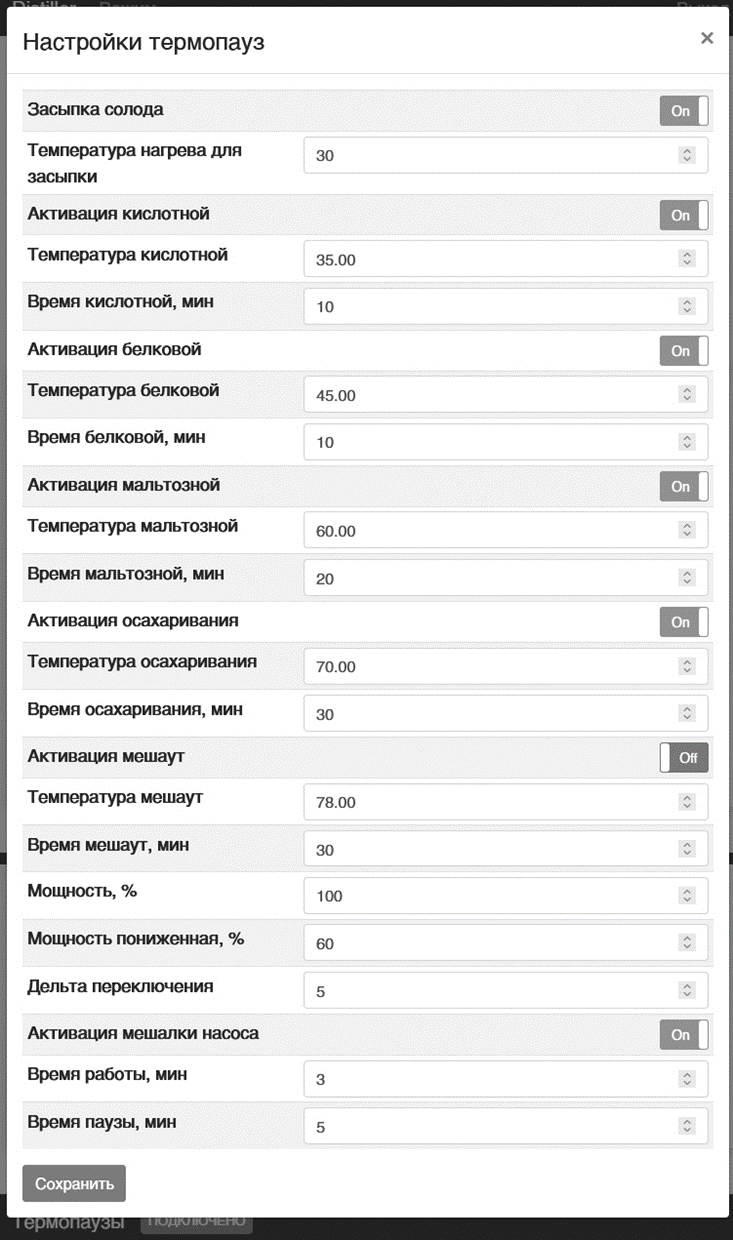 Distiller Режим Выход
Настройки термопауз ×
Засыпка солода On
Температура нагрева для
засыпки 30
Активация кислотной On
Температура кислотной 35.00
Время кислотной, мин 10
Активация белковой On
Температура белковой 45.00
Время белковой, мин 10
Активация мальтозной On
Температура мальтозной 60.00
Время мальтозной, мин 20
Активация осахаривания On
Температура осахаривания 70.00
Время осахаривания, мин 30
Активация мешаут Off
Температура мешаут 78.00
Время мешаут, мин 30
Мощность, % 100
Мощность пониженная, % 60
Дельта переключения 5
Активация мешалки насоса On
Время работы, мин 3
Время паузы, мин 5
Сохранить
Термопаузы ПОДКЛЮЧЕНО